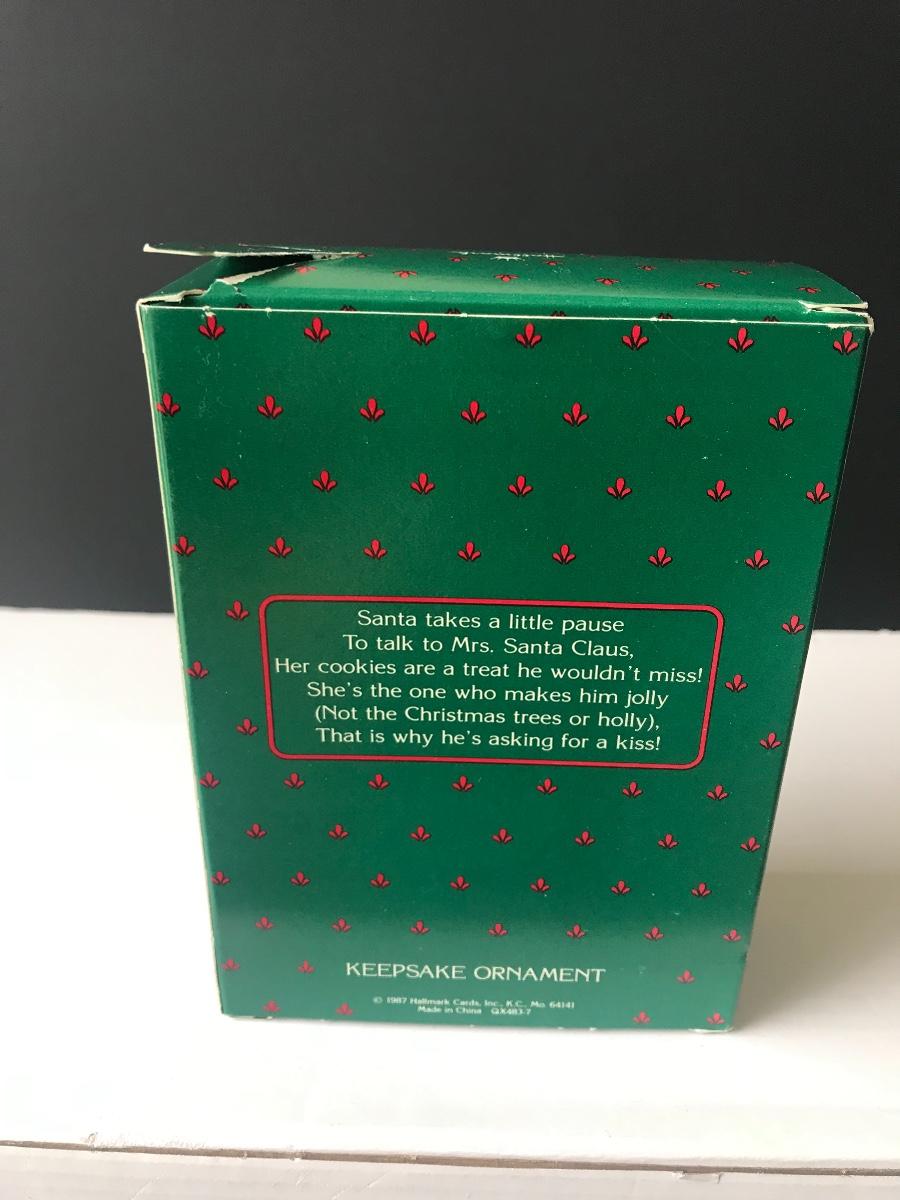 Santa takes a little pause
To talk to Mrs. Santa Claus,
Her cookies are a treat he wouldn't miss!
She's the one who makes him jolly
(Not the Christmas trees or holly),
That is why he's asking for a kiss!
KEEPSAKE ORNAMENT
© 1987 Hallmark Cards, Inc., K.C., Mo. 64141
Made in China QX483-7